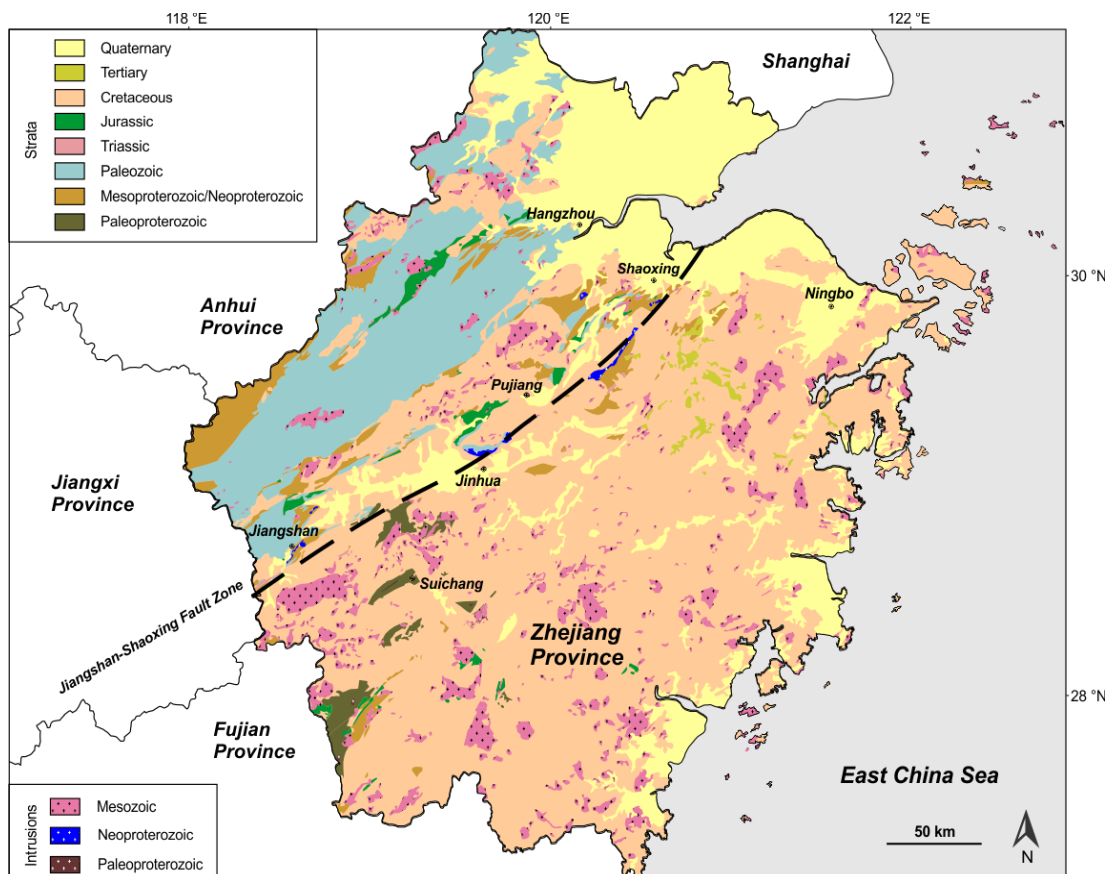 118 °E
120 °E
122 °E
Strata
Quaternary
Tertiary
Cretaceous
Jurassic
Triassic
Paleozoic
Mesoproterozoic/Neoproterozoic
Paleoproterozoic
Shanghai
Hangzhou
Shaoxing
30 °N
Ningbo
Anhui
Province
Pujiang
Jiangxi
Province
Jinhua
Jiangshan
Suichang
Jiangshan-Shaoxing Fault Zone
Zhejiang
Province
28 °N
Fujian
Province
East China Sea
Intrusions
Mesozoic
Neoproterozoic
Paleoproterozoic
50 km
N